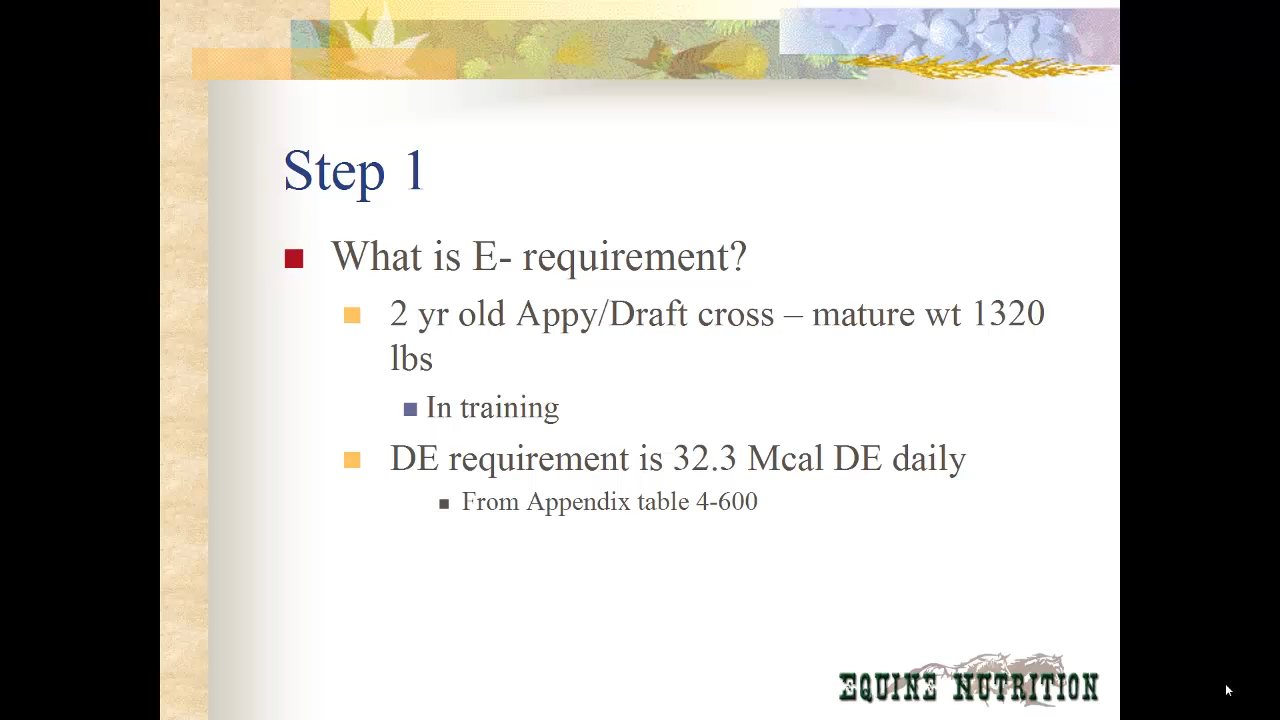 Step 1
What is E- requirement?
2 yr old Appy/Draft cross – mature wt 1320
lbs
In training
DE requirement is 32.3 Mcal DE daily
From Appendix table 4-600
EQUINE NUTRITION